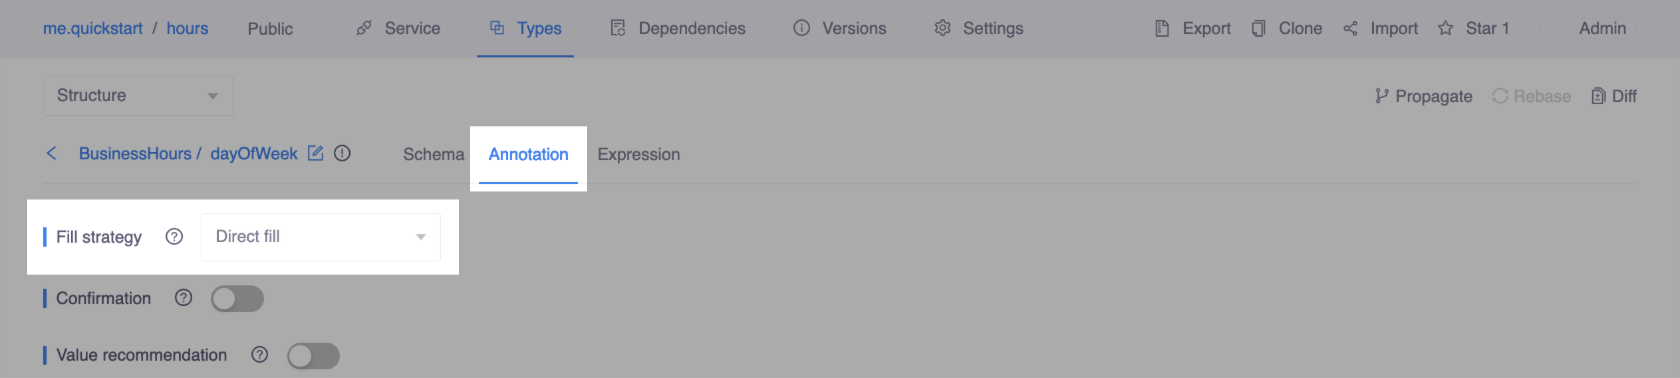 me.quickstart / hours Public Service Types Dependencies Versions Settings Export Clone Import Star 1 Admin
Structure Propagate Rebase Diff
BusinessHours / dayOfWeek Schema Annotation Expression
Fill strategy Direct fill
Confirmation
Value recommendation